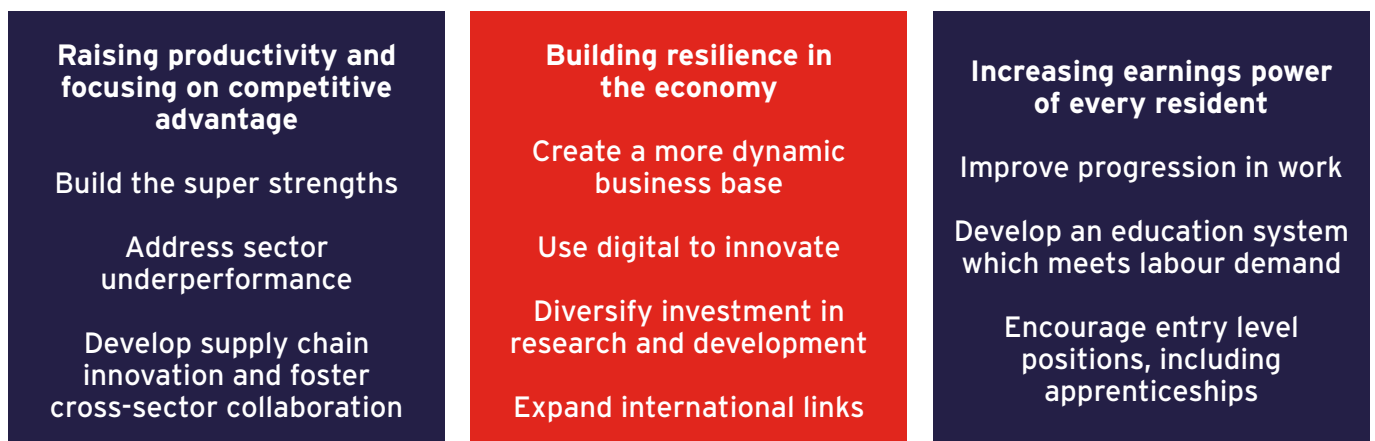 Raising productivity and
focusing on competitive
advantage
Build the super strengths
Address sector
underperformance
Develop supply chain
innovation and foster
cross-sector collaboration
Building resilience in
the economy
Create a more dynamic
business base
Use digital to innovate
Diversify investment in
research and development
Expand international links
Increasing earnings power
of every resident
Improve progression in work
Develop an education system
which meets labour demand
Encourage entry level
positions, including
apprenticeships